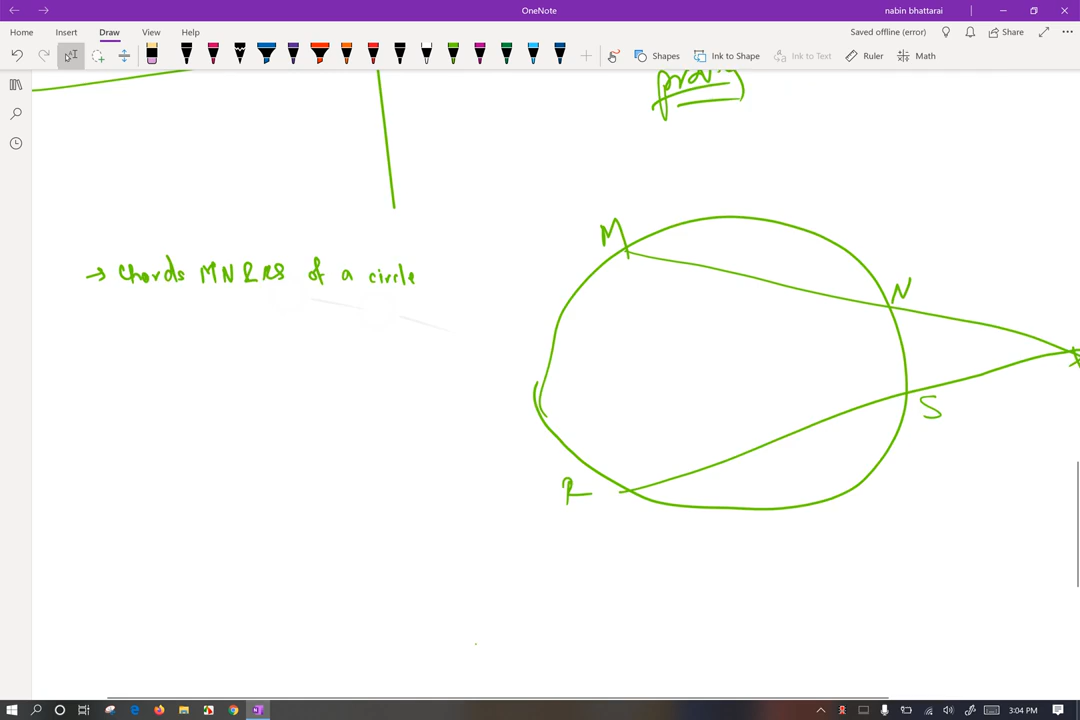 OneNote
nabin bhattarai
Home Insert Draw View Help
Saved offline (error) Share
Shapes Ink to Shape Ink to Text Ruler Math
M
→ Chords MN & RS of a circle
N
S
R
3:04 PM